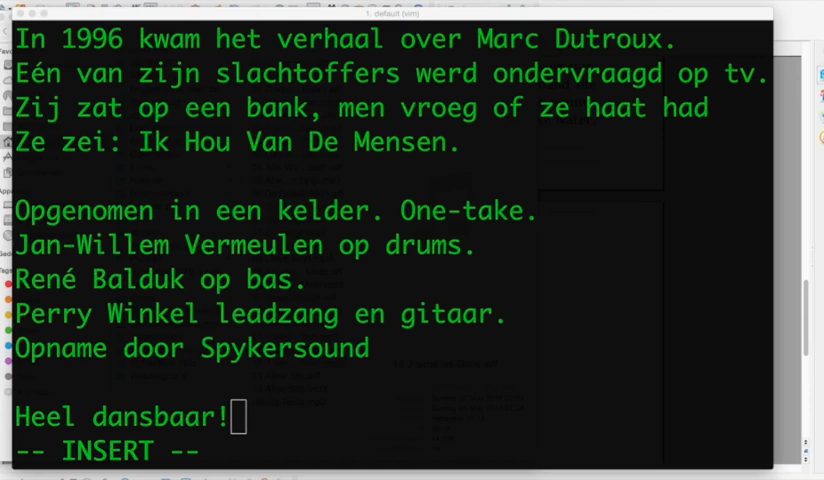 1. default (vim)
In 1996 kwam het verhaal over Marc Dutroux.
Eén van zijn slachtoffers werd ondervraagd op tv.
Zij zat op een bank, men vroeg of ze haat had
Ze zei: Ik Hou Van De Mensen.
Opgenomen in een kelder. One-take.
Jan-Willem Vermeulen op drums.
René Balduk op bas.
Perry Winkel leadzang en gitaar.
Opname door Spykersound
Heel dansbaar!
-- INSERT --